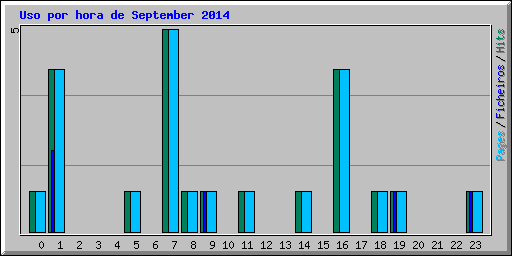 Uso por hora de September 2014
5
Pages / Ficheiros / Hits
0 1 2 3 4 5 6 7 8 9 10 11 12 13 14 15 16 17 18 19 20 21 22 23